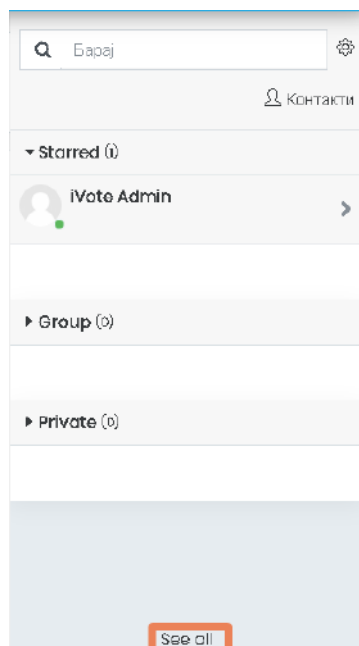 Барај
Контакти
Starred (1)
iVote Admin
Group (0)
Private (0)
See all